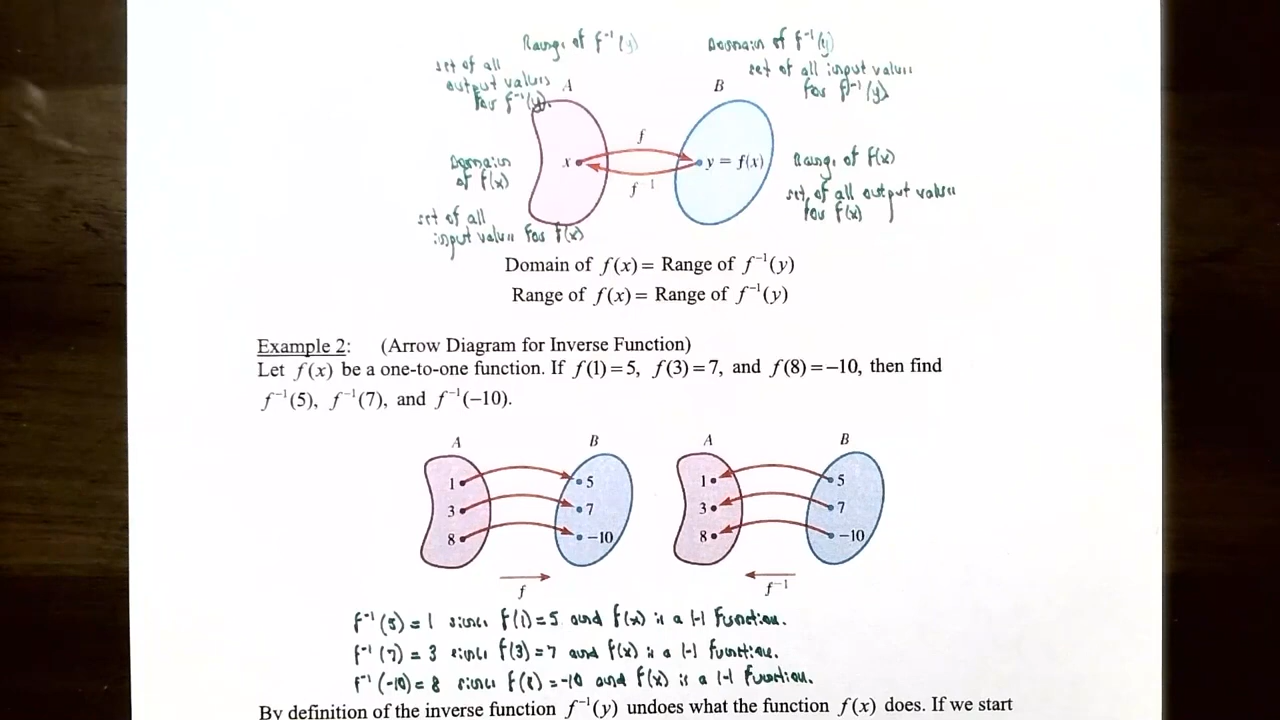 Range of f⁻¹(y)
Domain of f⁻¹(y)
set of all
output values
for f⁻¹(y)
set of all input values
for f⁻¹(y)
A
B
f
x
y = f(x)
f⁻¹
Domain
of f(x)
Range of f(x)
set of all output values
for f(x)
set of all
input values for f(x)
Domain of f(x) = Range of f⁻¹(y)
Range of f(x) = Range of f⁻¹(y)
Example 2: (Arrow Diagram for Inverse Function)
Let f(x) be a one-to-one function. If f(1) = 5, f(3) = 7, and f(8) = −10, then find
f⁻¹(5), f⁻¹(7), and f⁻¹(−10).
A B A B
1 5 1 5
3 7 3 7
8 −10 8 −10
f f⁻¹
f⁻¹(5) = 1 since f(1) = 5 and f(x) is a 1-1 function.
f⁻¹(7) = 3 since f(3) = 7 and f(x) is a 1-1 function.
f⁻¹(-10) = 8 since f(8) = -10 and f(x) is a 1-1 function.
By definition of the inverse function f⁻¹(y) undoes what the function f(x) does. If we start